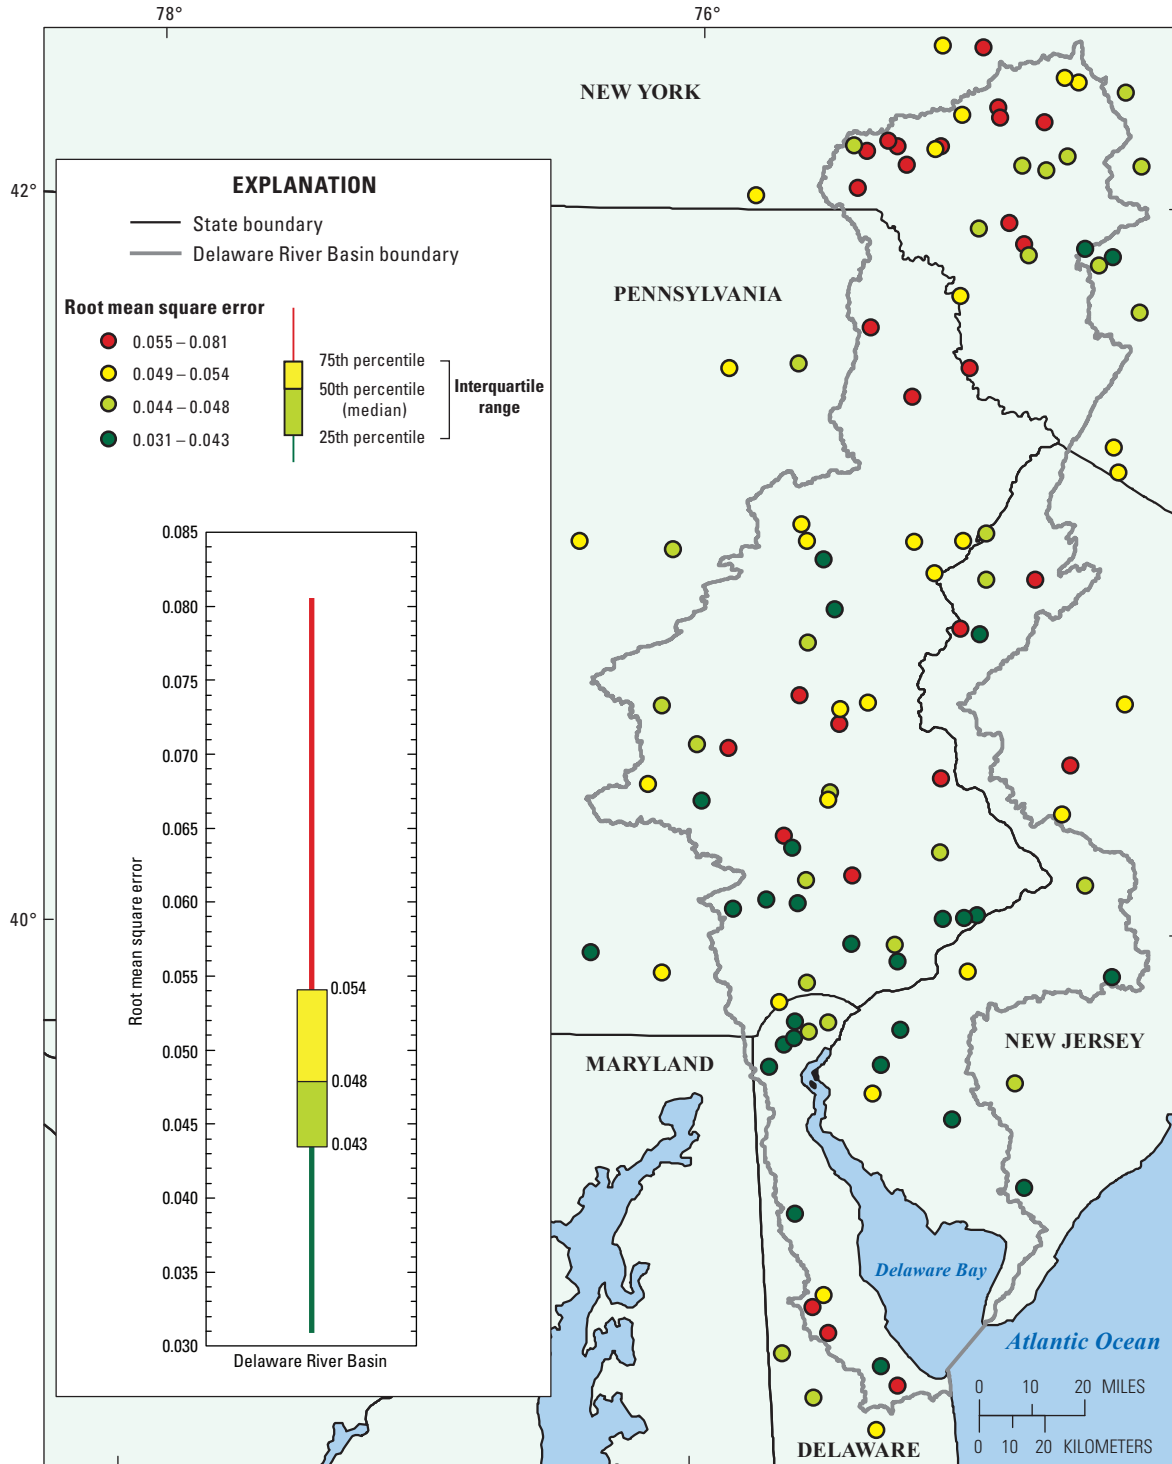 78°
76°
NEW YORK
42°
EXPLANATION
State boundary
Delaware River Basin boundary
Root mean square error
0.055 – 0.081
0.049 – 0.054
0.044 – 0.048
0.031 – 0.043
75th percentile
50th percentile
(median)
25th percentile
Interquartile
range
PENNSYLVANIA
0.085
0.080
0.075
0.070
0.065
0.060
0.055
0.050
0.045
0.040
0.035
0.030
Root mean square error
0.054
0.048
0.043
Delaware River Basin
40°
MARYLAND
NEW JERSEY
Delaware Bay
Atlantic Ocean
0 10 20 MILES
0 10 20 KILOMETERS
DELAWARE